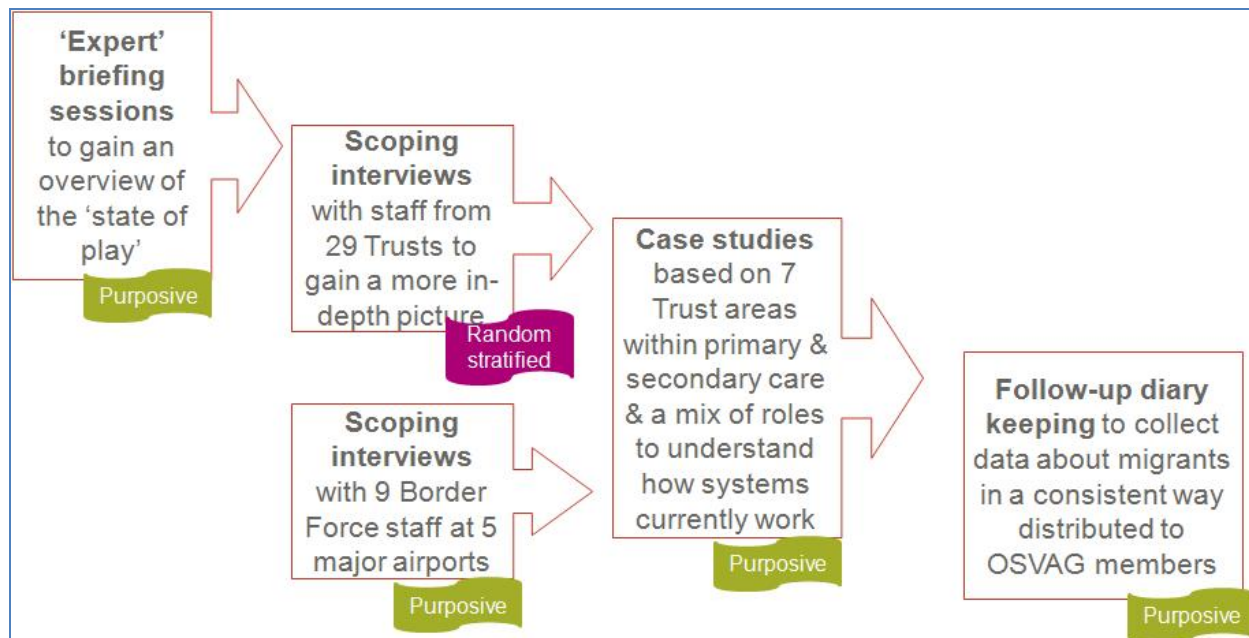 ‘Expert’
briefing
sessions
to gain an
overview of
the ‘state of
play’
Purposive
Scoping
interviews
with staff from
29 Trusts to
gain a more in-
depth picture
Random
stratified
Scoping
interviews
with 9 Border
Force staff at 5
major airports
Purposive
Case studies
based on 7
Trust areas
within primary &
secondary care
& a mix of roles
to understand
how systems
currently work
Purposive
Follow-up diary
keeping to collect
data about migrants
in a consistent way
distributed to
OSVAG members
Purposive